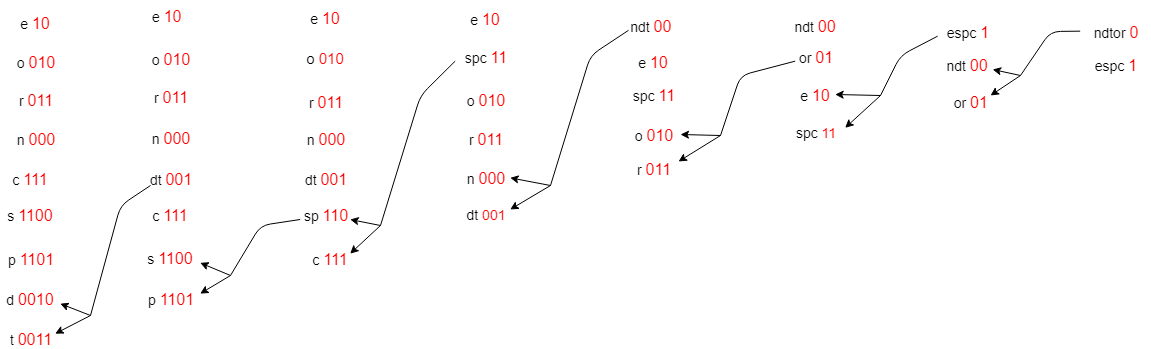 e 10
o 010
r 011
n 000
c 111
s 1100
p 1101
d 0010
t 0011
e 10
o 010
r 011
n 000
dt 001
c 111
s 1100
p 1101
e 10
o 010
r 011
n 000
dt 001
sp 110
c 111
e 10
spc 11
o 010
r 011
n 000
dt 001
ndt 00
e 10
spc 11
o 010
r 011
ndt 00
or 01
e 10
spc 11
espc 1
ndt 00
or 01
ndtor 0
espc 1